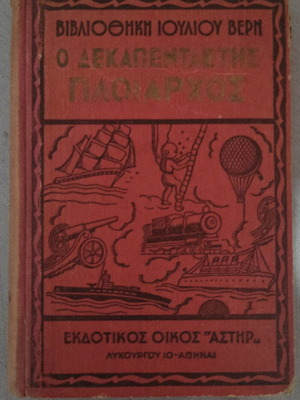 ΒΙΒΛΙΟΘΗΚΗ ΙΟΥΛΙΟΥ ΒΕΡΝ
Ο ΔΕΚΑΠΕΝΤΑΕΤΗΣ
ΠΛΟΙΑΡΧΟΣ
ΕΚΔΟΤΙΚΟΣ ΟΙΚΟΣ "ΑΣΤΗΡ„
ΛΥΚΟΥΡΓΟΥ 10-ΑΘΗΝΑΙ